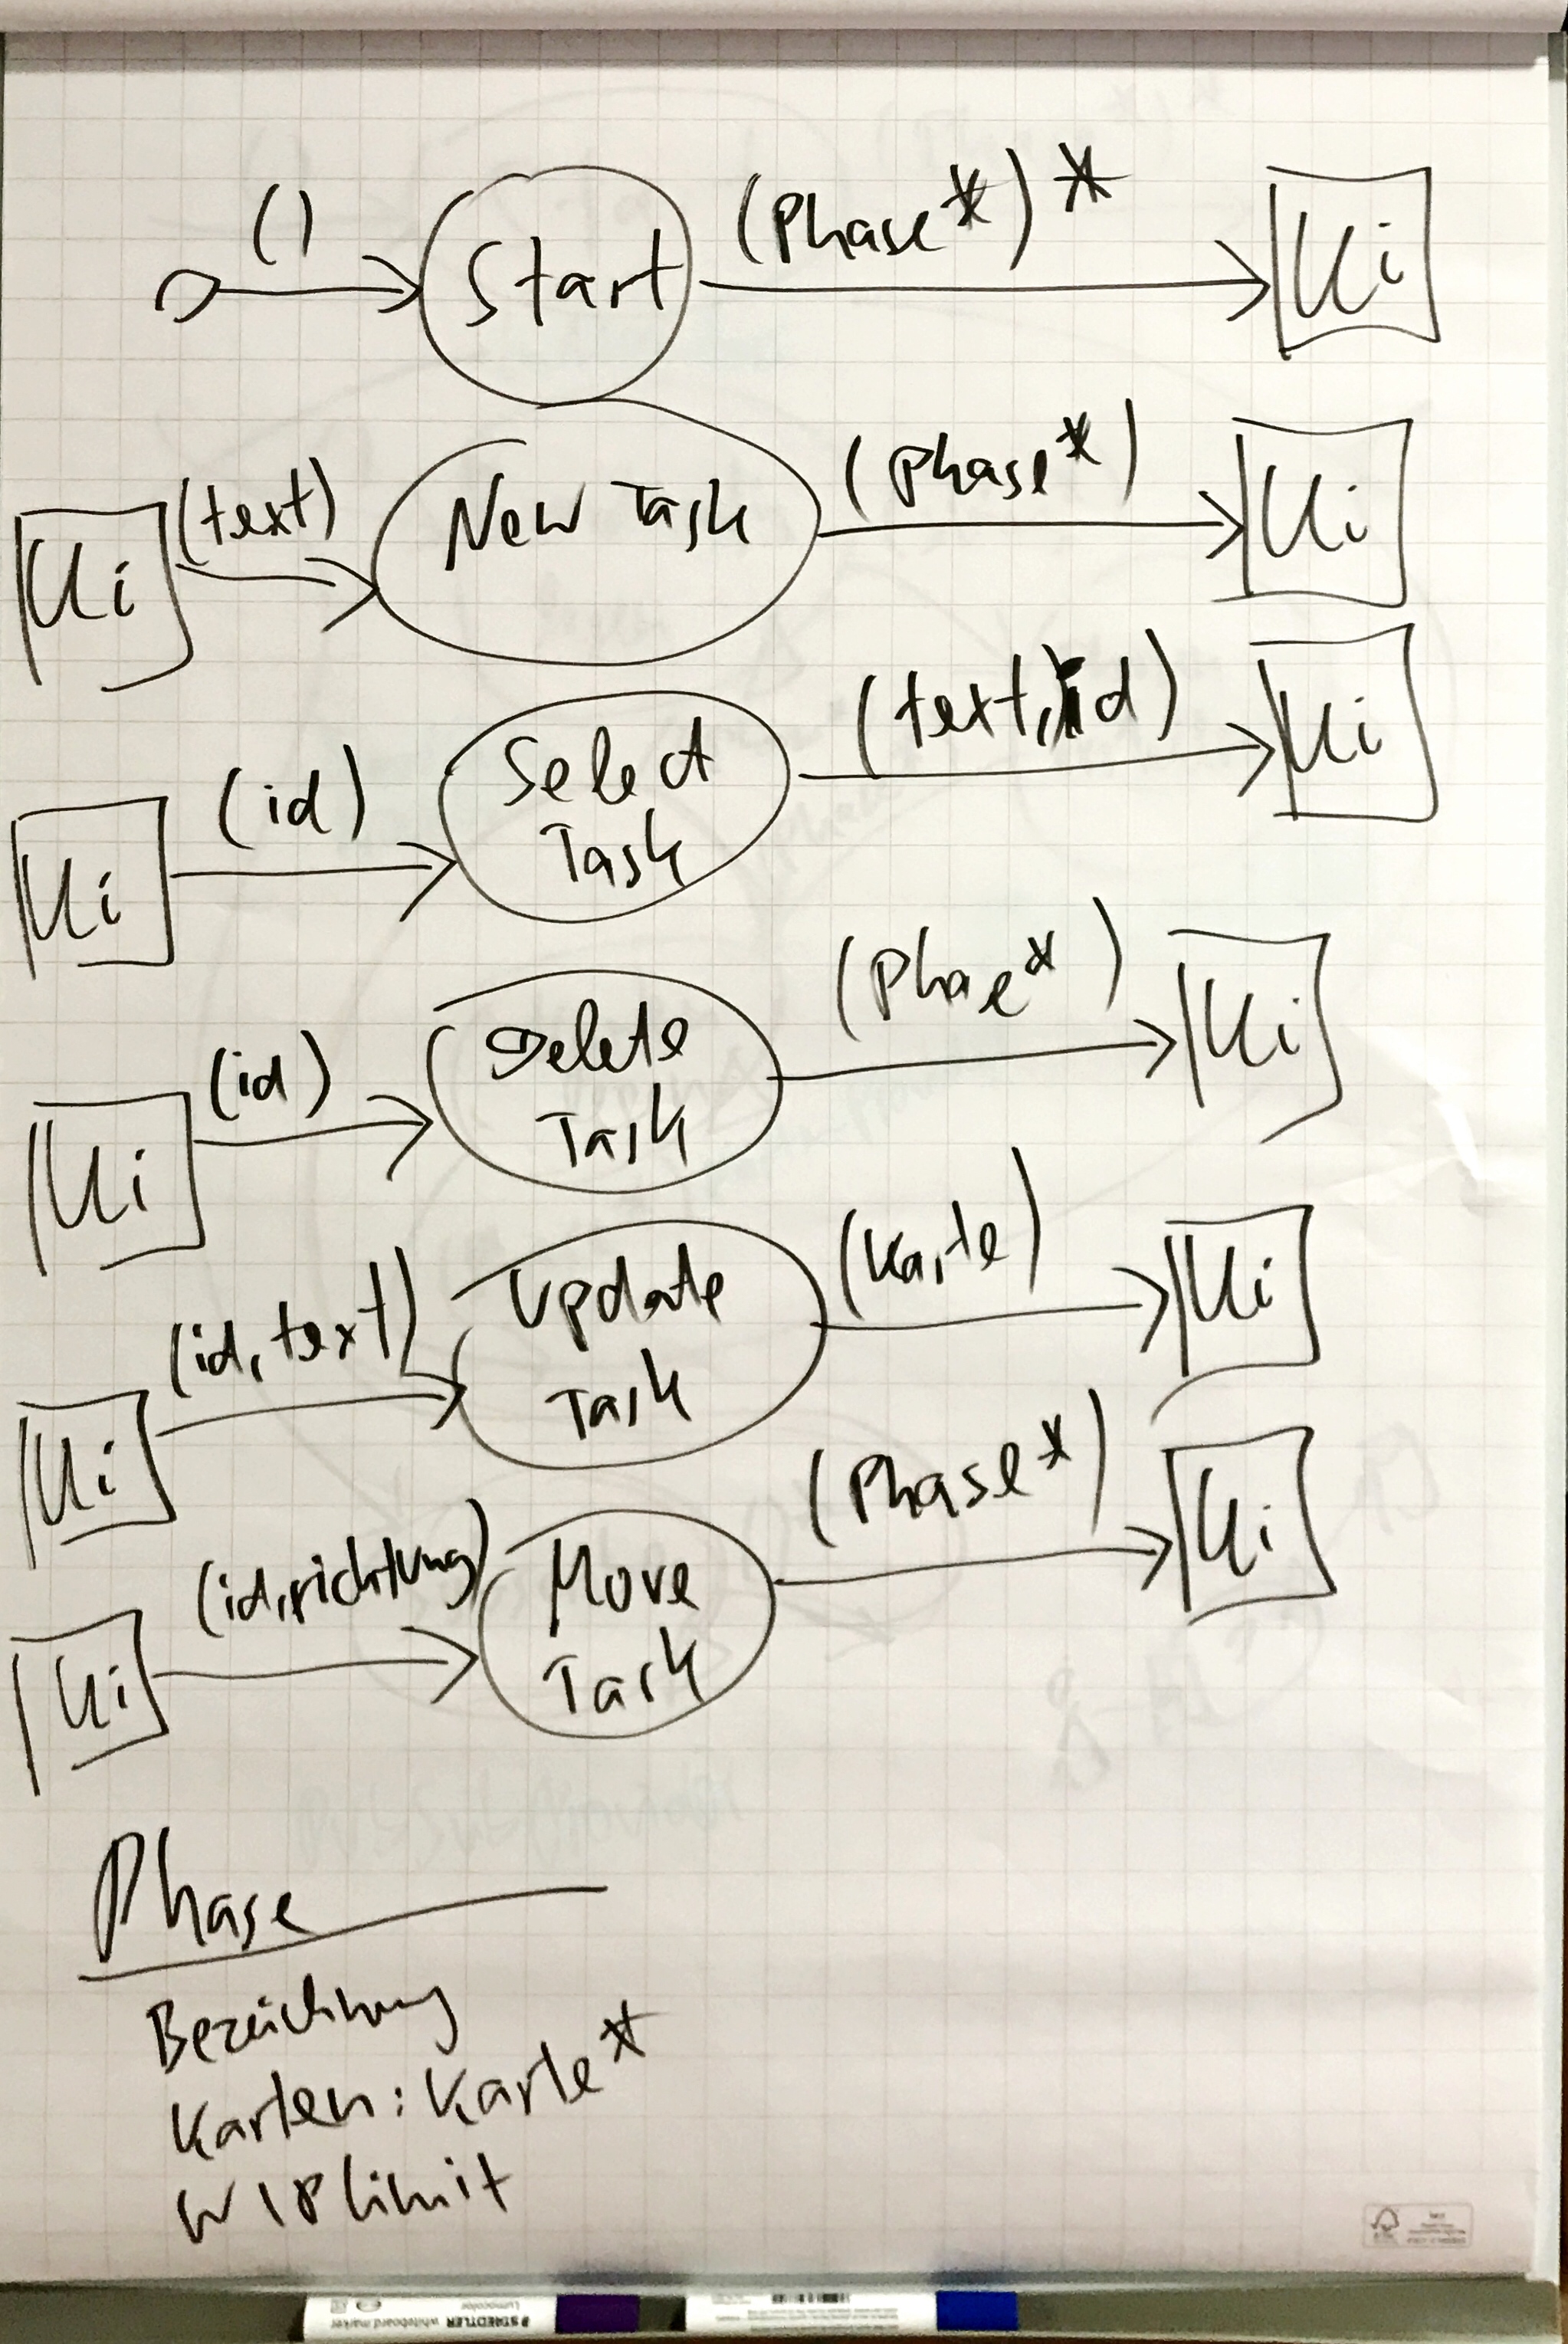 ()
Start
(Phase*)*
Ui
Ui
(text)
New Task
(Phase*)
Ui
Ui
(id)
Select
Task
(text, id)
Ui
Ui
(id)
Delete
Task
(Phae*)
Ui
Ui
(id, text)
Update
Task
(Karte)
Ui
Ui
(id, richtung)
Move
Task
(Phase*)
Ui
Phase
Bezeichnung
Karten: Karte*
WIP limit
STAEDTLER
Lumocolor
whiteboard marker